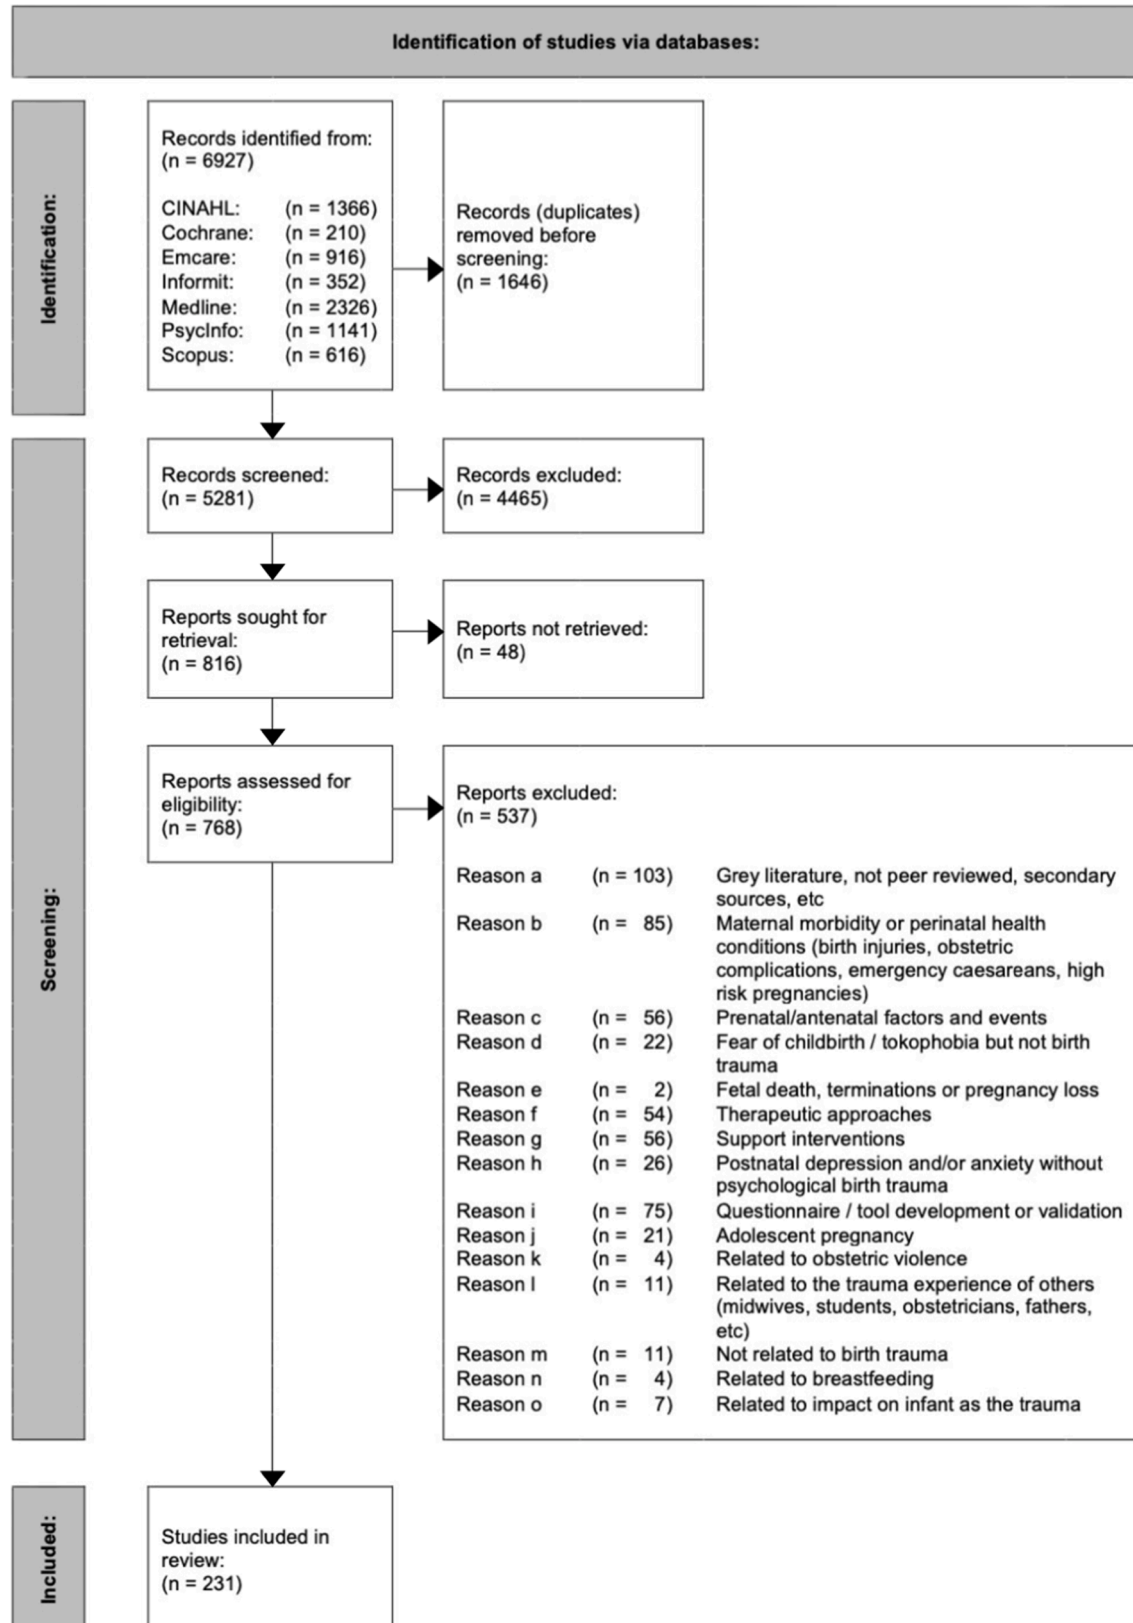 Identification of studies via databases:
Identification:
Records identified from:
(n = 6927)
CINAHL: (n = 1366)
Cochrane: (n = 210)
Emcare: (n = 916)
Informit: (n = 352)
Medline: (n = 2326)
PsycInfo: (n = 1141)
Scopus: (n = 616)
Records (duplicates)
removed before
screening:
(n = 1646)
Screening:
Records screened:
(n = 5281)
Records excluded:
(n = 4465)
Reports sought for
retrieval:
(n = 816)
Reports not retrieved:
(n = 48)
Reports assessed for
eligibility:
(n = 768)
Reports excluded:
(n = 537)
Reason a (n = 103) Grey literature, not peer reviewed, secondary
sources, etc
Reason b (n = 85) Maternal morbidity or perinatal health
conditions (birth injuries, obstetric
complications, emergency caesareans, high
risk pregnancies)
Reason c (n = 56) Prenatal/antenatal factors and events
Reason d (n = 22) Fear of childbirth / tokophobia but not birth
trauma
Reason e (n = 2) Fetal death, terminations or pregnancy loss
Reason f (n = 54) Therapeutic approaches
Reason g (n = 56) Support interventions
Reason h (n = 26) Postnatal depression and/or anxiety without
psychological birth trauma
Reason i (n = 75) Questionnaire / tool development or validation
Reason j (n = 21) Adolescent pregnancy
Reason k (n = 4) Related to obstetric violence
Reason l (n = 11) Related to the trauma experience of others
(midwives, students, obstetricians, fathers,
etc)
Reason m (n = 11) Not related to birth trauma
Reason n (n = 4) Related to breastfeeding
Reason o (n = 7) Related to impact on infant as the trauma
Included:
Studies included in
review:
(n = 231)